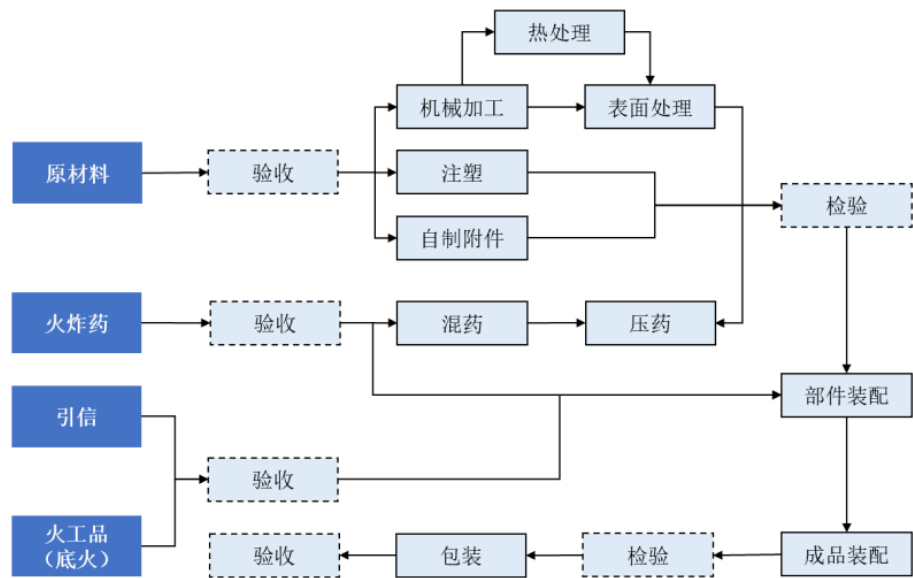 热处理
机械加工
表面处理
原材料
验收
注塑
检验
自制附件
火炸药
验收
混药
压药
部件装配
引信
验收
火工品
（底火）
验收
包装
检验
成品装配